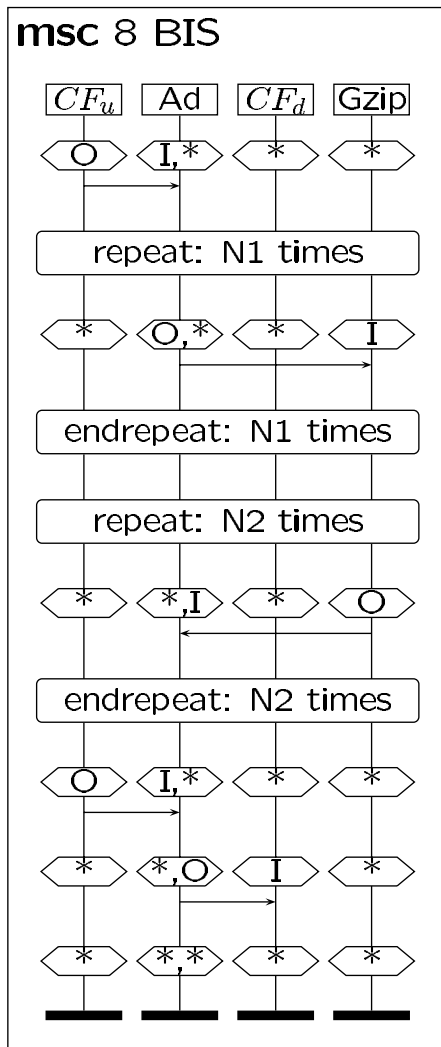 msc 8 BIS
CF_u Ad CF_d Gzip
O I,* * *
repeat: N1 times
* O,* * I
endrepeat: N1 times
repeat: N2 times
* *,I * O
endrepeat: N2 times
O I,* * *
* *,O I *
* *,* * *